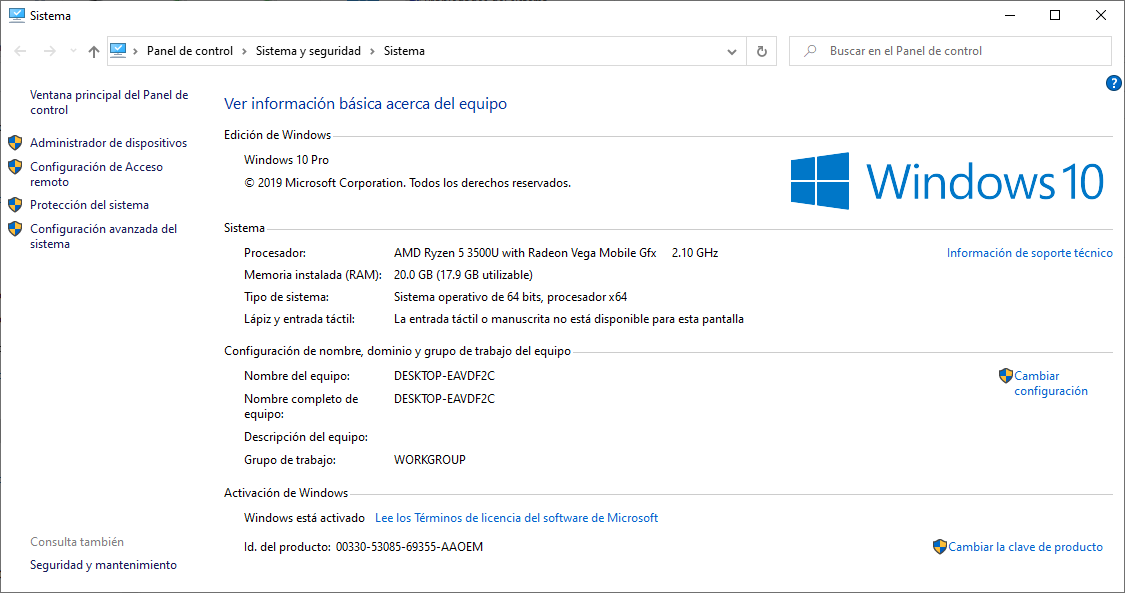 Sistema
Panel de control > Sistema y seguridad > Sistema
Buscar en el Panel de control
Ventana principal del Panel de
control
Administrador de dispositivos
Configuración de Acceso
remoto
Protección del sistema
Configuración avanzada del
sistema
Consulta también
Seguridad y mantenimiento
?
Ver información básica acerca del equipo
Edición de Windows
Windows 10 Pro
© 2019 Microsoft Corporation. Todos los derechos reservados.
Windows 10
Sistema
Procesador: AMD Ryzen 5 3500U with Radeon Vega Mobile Gfx 2.10 GHz
Información de soporte técnico
Memoria instalada (RAM): 20.0 GB (17.9 GB utilizable)
Tipo de sistema: Sistema operativo de 64 bits, procesador x64
Lápiz y entrada táctil: La entrada táctil o manuscrita no está disponible para esta pantalla
Configuración de nombre, dominio y grupo de trabajo del equipo
Nombre del equipo: DESKTOP-EAVDF2C
Cambiar
configuración
Nombre completo de
equipo: DESKTOP-EAVDF2C
Descripción del equipo:
Grupo de trabajo: WORKGROUP
Activación de Windows
Windows está activado Lee los Términos de licencia del software de Microsoft
Id. del producto: 00330-53085-69355-AAOEM
Cambiar la clave de producto